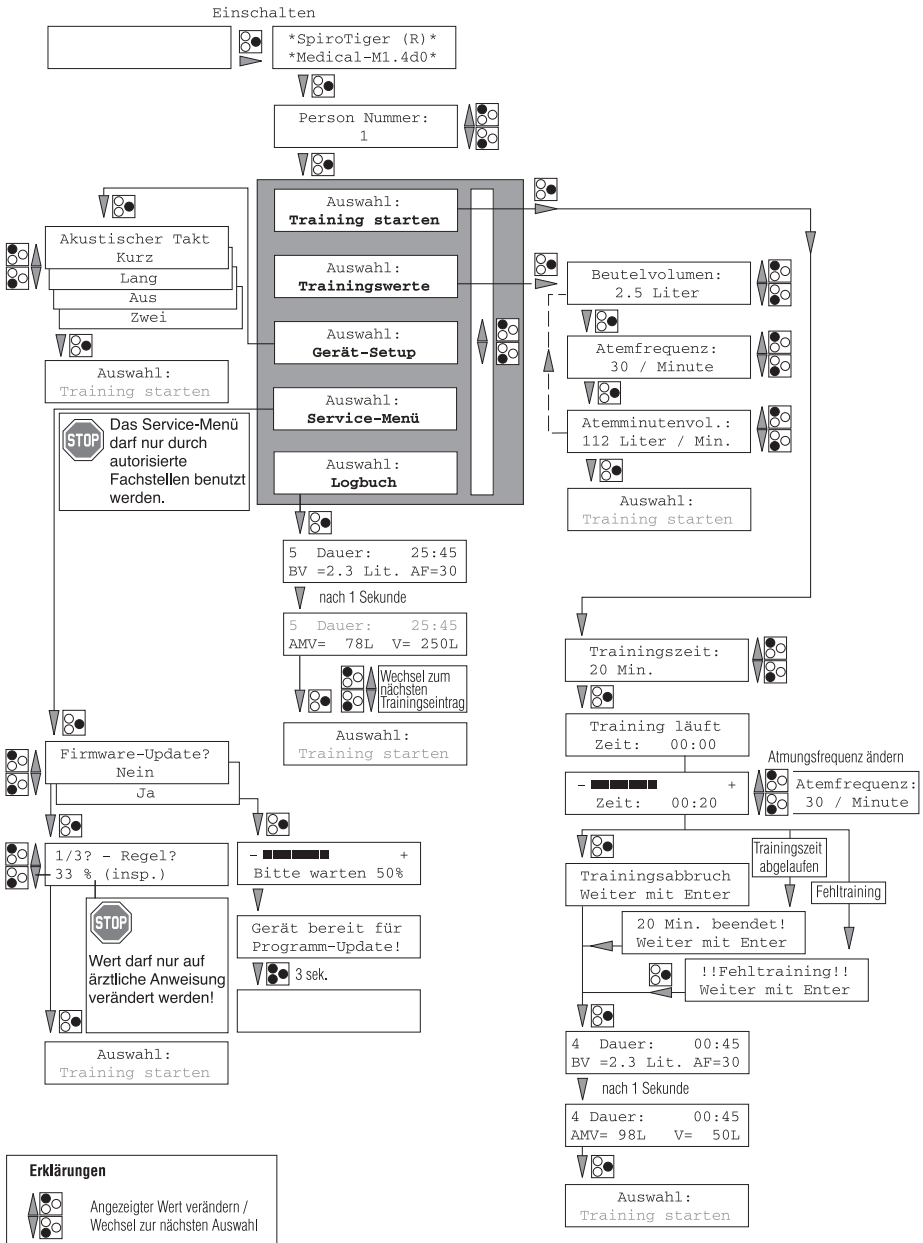 Einschalten
*SpiroTiger (R)*
*Medical-M1.4d0*
Person Nummer:
1
Auswahl:
Training starten
Auswahl:
Trainingswerte
Auswahl:
Gerät-Setup
Auswahl:
Service-Menü
Auswahl:
Logbuch
Akustischer Takt
Kurz
Lang
Aus
Zwei
Auswahl:
Training starten
STOP
Das Service-Menü
darf nur durch
autorisierte
Fachstellen benutzt
werden.
Beutelvolumen:
2.5 Liter
Atemfrequenz:
30 / Minute
Atemminutenvol.:
112 Liter / Min.
Auswahl:
Training starten
5 Dauer: 25:45
BV =2.3 Lit. AF=30
nach 1 Sekunde
5 Dauer: 25:45
AMV= 78L V= 250L
Wechsel zum
nächsten
Trainingseintrag
Auswahl:
Training starten
Firmware-Update?
Nein
Ja
1/3? - Regel?
33 % (insp.)
STOP
Wert darf nur auf
ärztliche Anweisung
verändert werden!
Auswahl:
Training starten
- +
Bitte warten 50%
Gerät bereit für
Programm-Update!
3 sek.
Trainingszeit:
20 Min.
Training läuft
Zeit: 00:00
- +
Zeit: 00:20
Atmungsfrequenz ändern
Atemfrequenz:
30 / Minute
Trainingsabbruch
Weiter mit Enter
Trainingszeit
abgelaufen
Fehltraining
20 Min. beendet!
Weiter mit Enter
!!Fehltraining!!
Weiter mit Enter
4 Dauer: 00:45
BV =2.3 Lit. AF=30
nach 1 Sekunde
4 Dauer: 00:45
AMV= 98L V= 50L
Auswahl:
Training starten
Erklärungen
Angezeigter Wert verändern /
Wechsel zur nächsten Auswahl